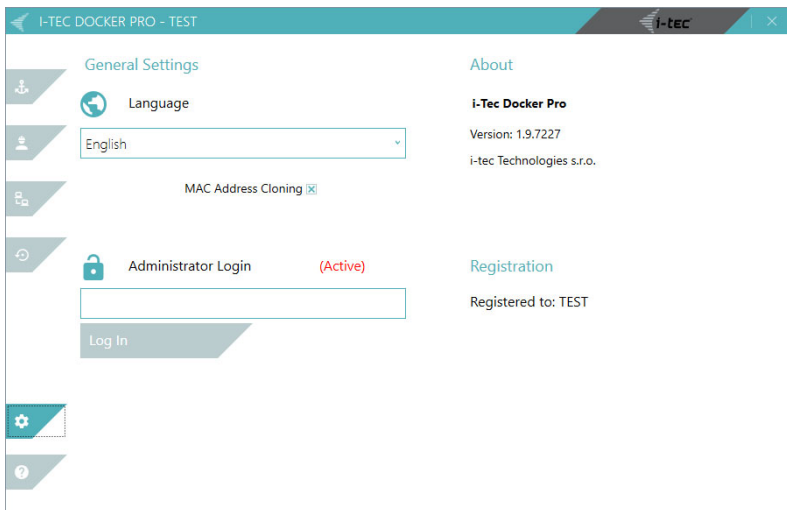 I-TEC DOCKER PRO - TEST
i-tec
General Settings
Language
English
MAC Address Cloning
Administrator Login
(Active)
Log In
About
i-Tec Docker Pro
Version: 1.9.7227
i-tec Technologies s.r.o.
Registration
Registered to: TEST